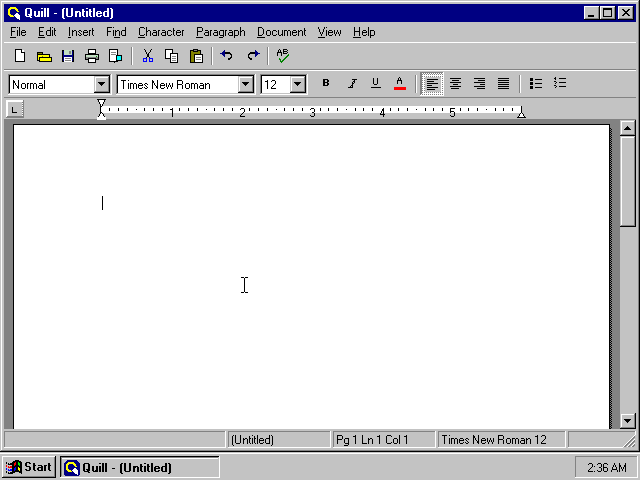 Quill - (Untitled)
File Edit Insert Find Character Paragraph Document View Help
ABC
Normal Times New Roman 12 B I U A
L 1 2 3 4 5
(Untitled) Pg 1 Ln 1 Col 1 Times New Roman 12
Start Quill - (Untitled) 2:36 AM